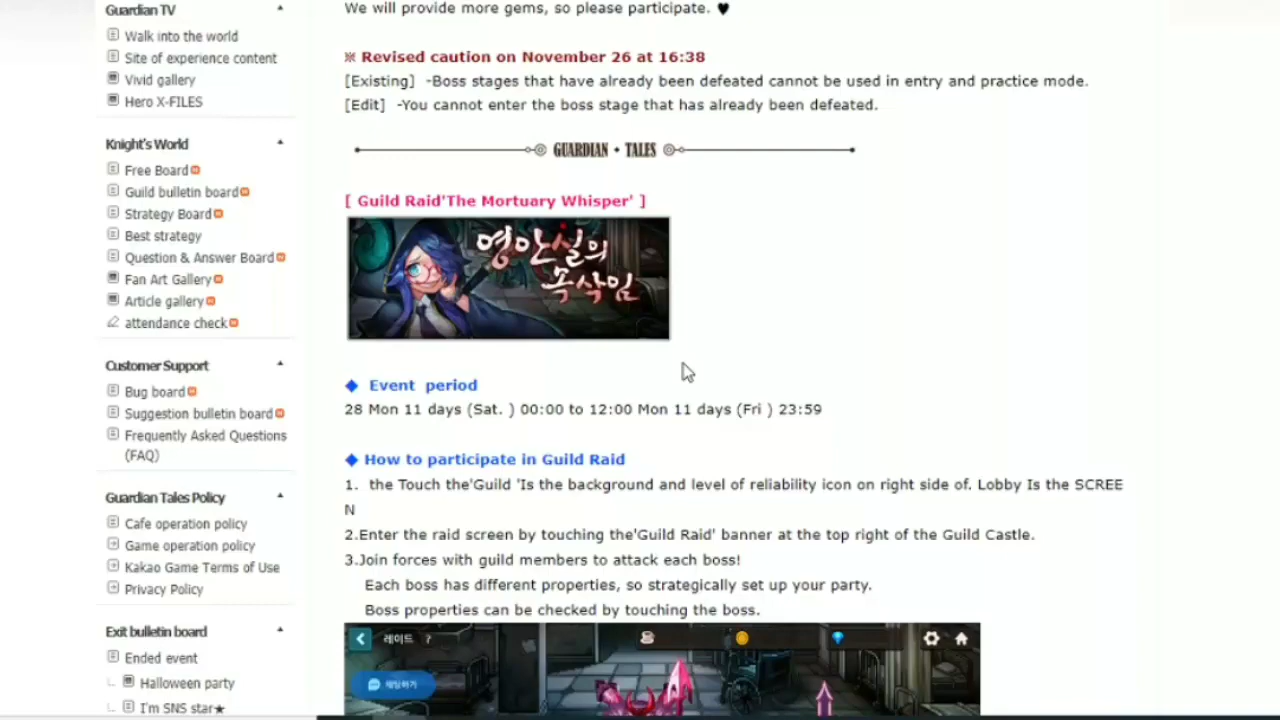 Guardian TV
Walk into the world
Site of experience content
Vivid gallery
Hero X-FILES
Knight's World
Free Board
Guild bulletin board
Strategy Board
Best strategy
Question & Answer Board
Fan Art Gallery
Article gallery
attendance check
Customer Support
Bug board
Suggestion bulletin board
Frequently Asked Questions
(FAQ)
Guardian Tales Policy
Cafe operation policy
Game operation policy
Kakao Game Terms of Use
Privacy Policy
Exit bulletin board
Ended event
Halloween party
I'm SNS star★
We will provide more gems, so please participate. ♥
※ Revised caution on November 26 at 16:38
[Existing] -Boss stages that have already been defeated cannot be used in entry and practice mode.
[Edit] -You cannot enter the boss stage that has already been defeated.
GUARDIAN • TALES
[ Guild Raid'The Mortuary Whisper' ]
영안실의
속삭임
◆ Event period
28 Mon 11 days (Sat. ) 00:00 to 12:00 Mon 11 days (Fri ) 23:59
◆ How to participate in Guild Raid
1. the Touch the'Guild 'Is the background and level of reliability icon on right side of. Lobby Is the SCREE
N
2.Enter the raid screen by touching the'Guild Raid' banner at the top right of the Guild Castle.
3.Join forces with guild members to attack each boss!
Each boss has different properties, so strategically set up your party.
Boss properties can be checked by touching the boss.
레이드 ?
채팅하기